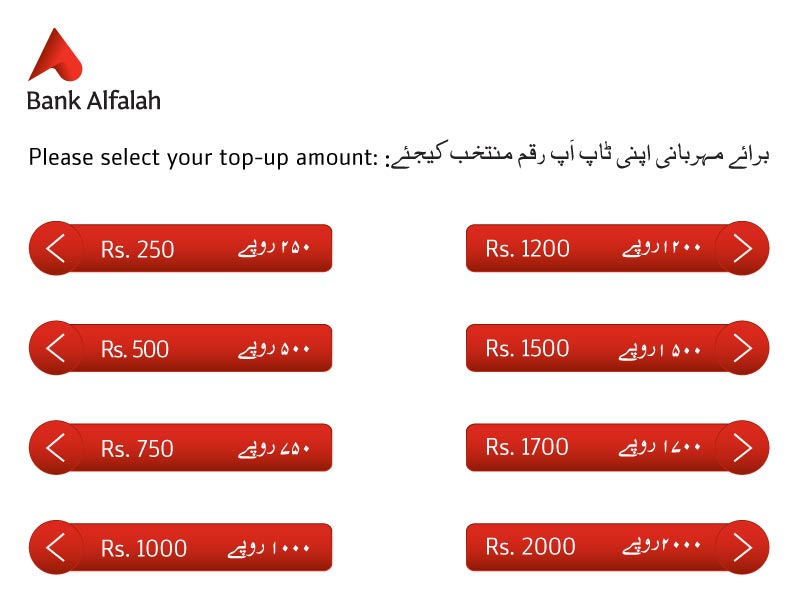 Bank Alfalah
Please select your top-up amount: برائے مہربانی اپنی ٹاپ اَپ رقم منتخب کیجئے:
Rs. 250 ۲۵۰ روپے
Rs. 1200 ۱۲۰۰ روپے
Rs. 500 ۵۰۰ روپے
Rs. 1500 ۱۵۰۰ روپے
Rs. 750 ۷۵۰ روپے
Rs. 1700 ۱۷۰۰ روپے
Rs. 1000 ۱۰۰۰ روپے
Rs. 2000 ۲۰۰۰ روپے